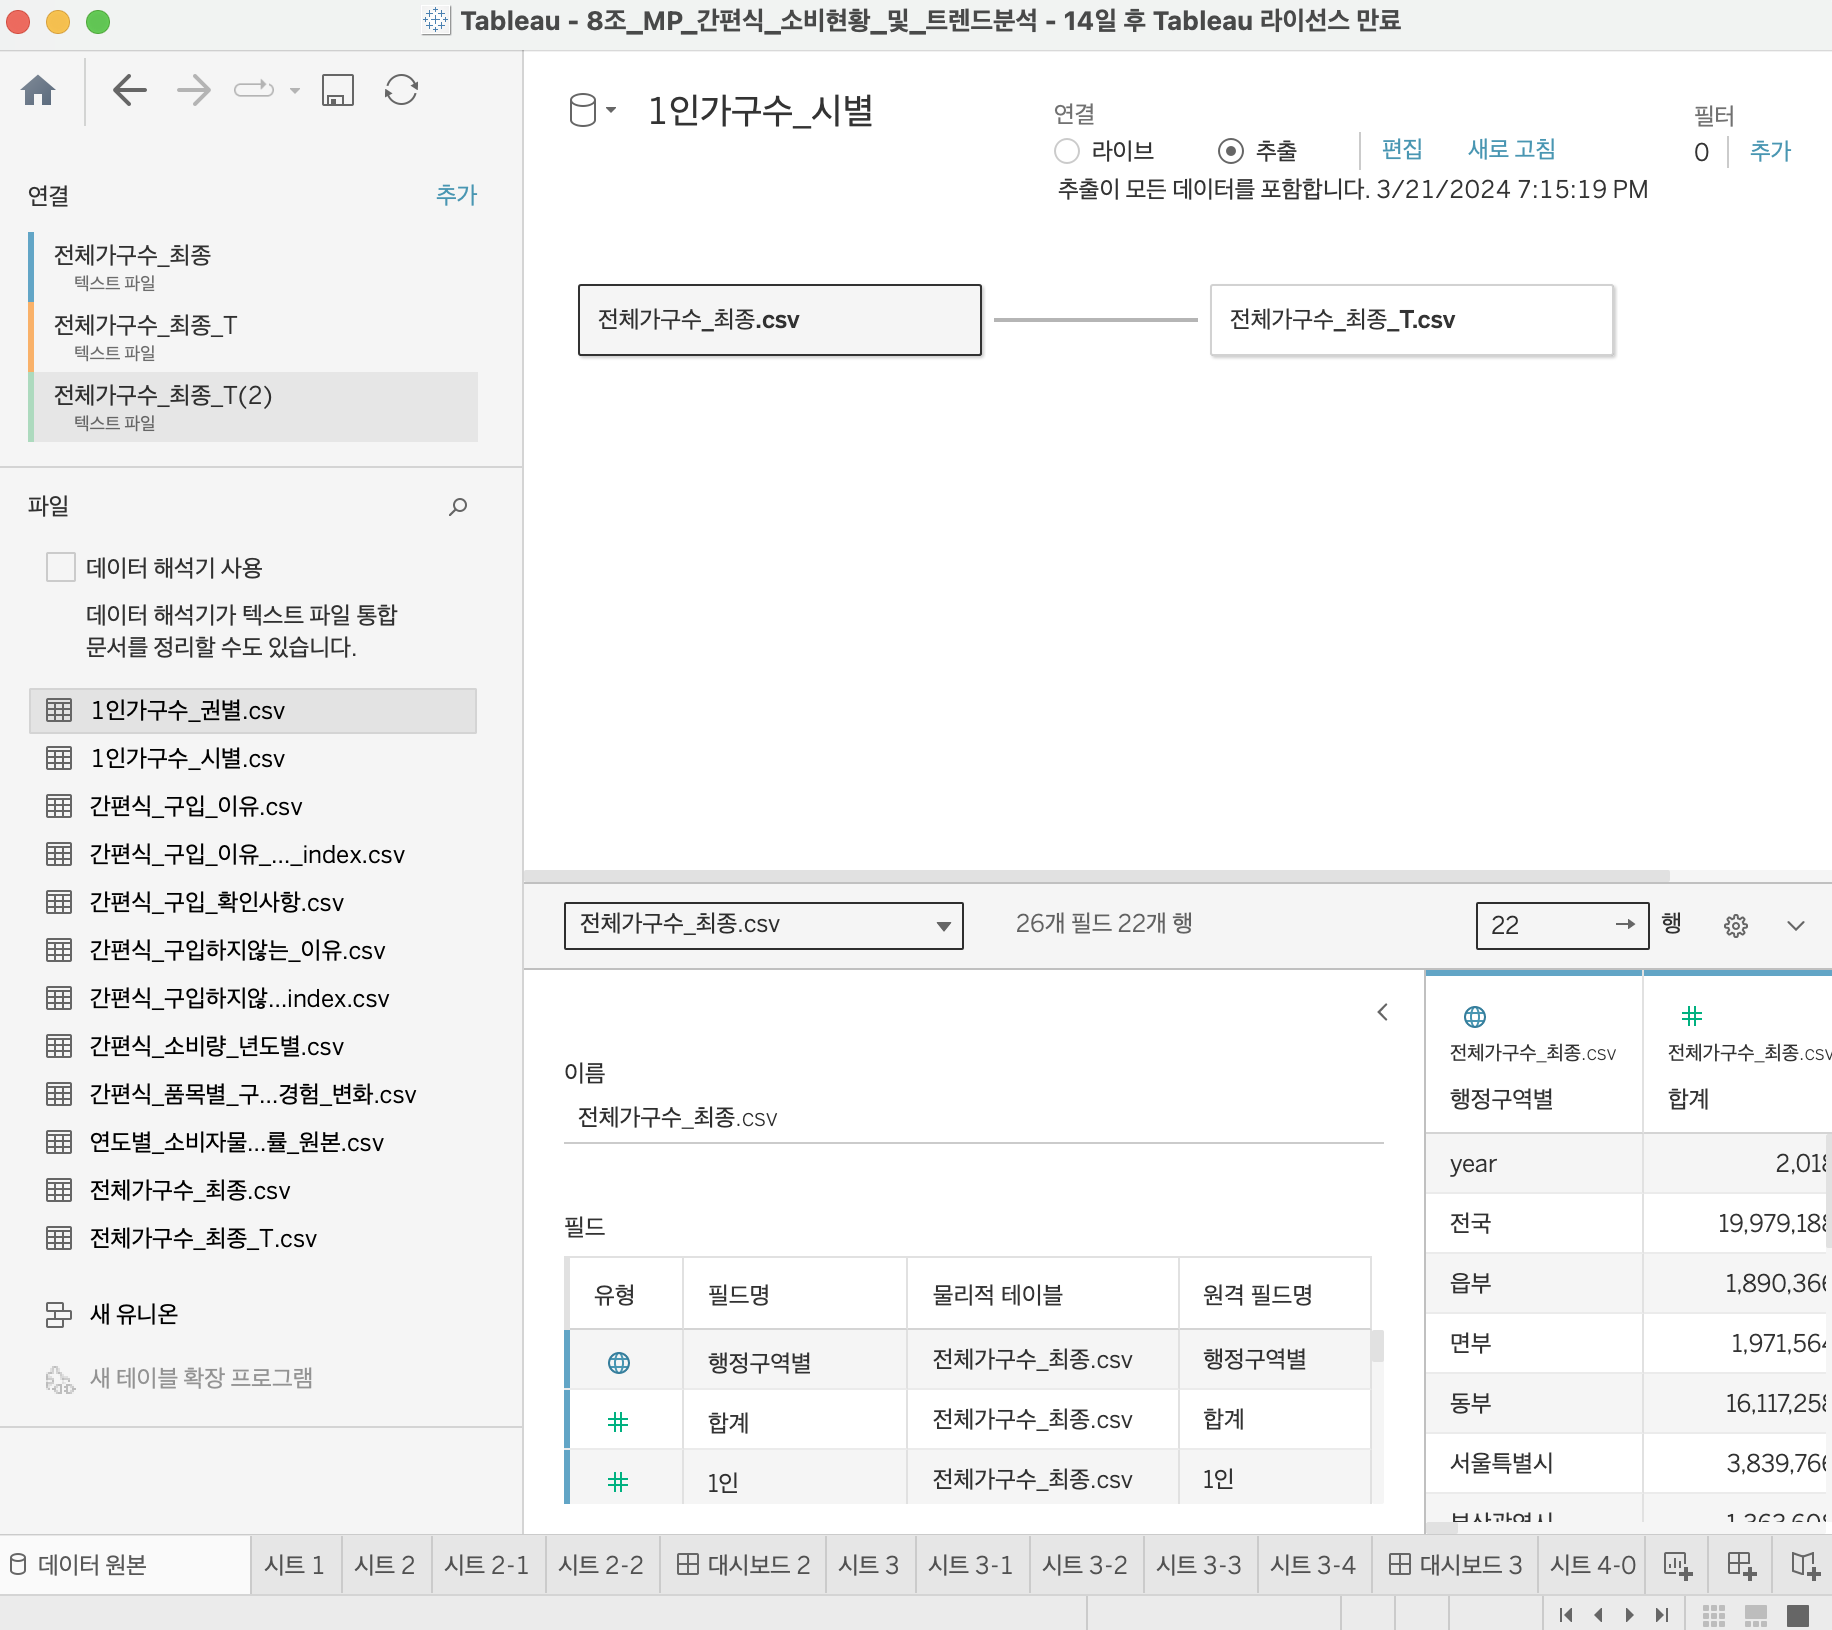 Tableau - 8조_MP_간편식_소비현황_및_트렌드분석 - 14일 후 Tableau 라이선스 만료
연결
추가
전체가구수_최종
텍스트 파일
전체가구수_최종_T
텍스트 파일
전체가구수_최종_T(2)
텍스트 파일
파일
데이터 해석기 사용
데이터 해석기가 텍스트 파일 통합
문서를 정리할 수도 있습니다.
1인가구수_권별.csv
1인가구수_시별.csv
간편식_구입_이유.csv
간편식_구입_이유_..._index.csv
간편식_구입_확인사항.csv
간편식_구입하지않는_이유.csv
간편식_구입하지않...index.csv
간편식_소비량_년도별.csv
간편식_품목별_구...경험_변화.csv
연도별_소비자물...률_원본.csv
전체가구수_최종.csv
전체가구수_최종_T.csv
새 유니온
새 테이블 확장 프로그램
1인가구수_시별
연결
라이브
추출
편집
새로 고침
필터
0
추가
추출이 모든 데이터를 포함합니다. 3/21/2024 7:15:19 PM
전체가구수_최종.csv
전체가구수_최종_T.csv
전체가구수_최종.csv
26개 필드 22개 행
22
행
이름
전체가구수_최종.csv
필드
유형 필드명 물리적 테이블 원격 필드명
행정구역별 전체가구수_최종.csv 행정구역별
합계 전체가구수_최종.csv 합계
1인 전체가구수_최종.csv 1인
전체가구수_최종.csv 전체가구수_최종.csv
행정구역별 합계
year 2,018
전국 19,979,188
읍부 1,890,366
면부 1,971,564
동부 16,117,258
서울특별시 3,839,766
데이터 원본 시트 1 시트 2 시트 2-1 시트 2-2 대시보드 2 시트 3 시트 3-1 시트 3-2 시트 3-3 시트 3-4 대시보드 3 시트 4-0